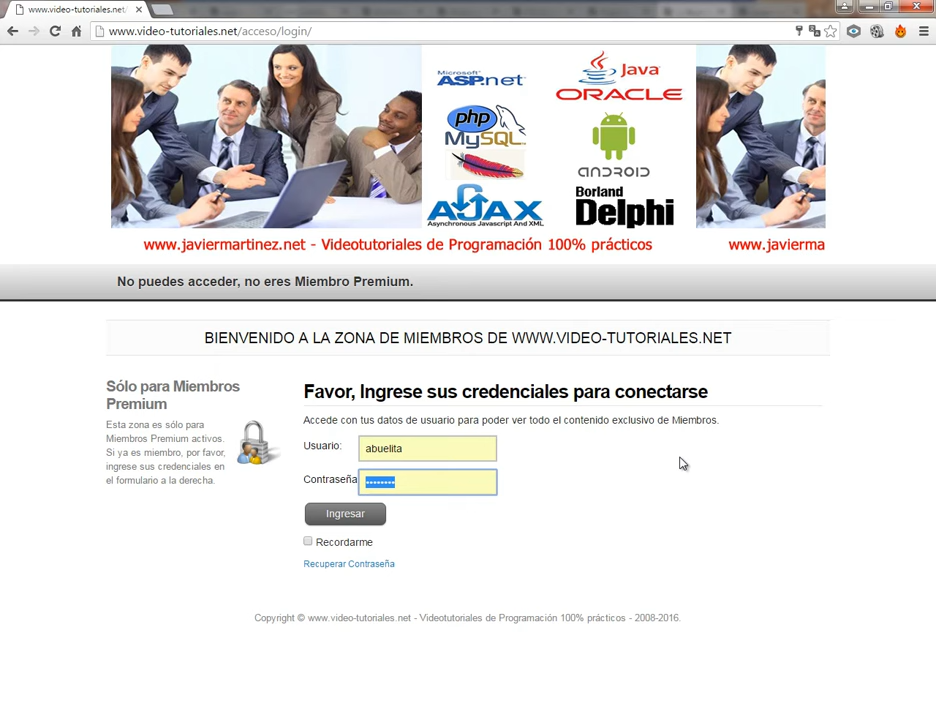 www.video-tutoriales.net/
www.video-tutoriales.net/acceso/login/
Microsoft®
ASP.net
Java
ORACLE
php
MySQL
ANDROID
AJAX
Asynchronous Javascript And XML
Borland
Delphi
www.javiermartinez.net - Videotutoriales de Programación 100% prácticos
www.javierma
No puedes acceder, no eres Miembro Premium.
BIENVENIDO A LA ZONA DE MIEMBROS DE WWW.VIDEO-TUTORIALES.NET
Sólo para Miembros
Premium
Esta zona es sólo para
Miembros Premium activos.
Si ya es miembro, por favor,
ingrese sus credenciales en
el formulario a la derecha.
Favor, Ingrese sus credenciales para conectarse
Accede con tus datos de usuario para poder ver todo el contenido exclusivo de Miembros.
Usuario:
abuelita
Contraseña
Ingresar
Recordarme
Recuperar Contraseña
Copyright © www.video-tutoriales.net - Videotutoriales de Programación 100% prácticos - 2008-2016.